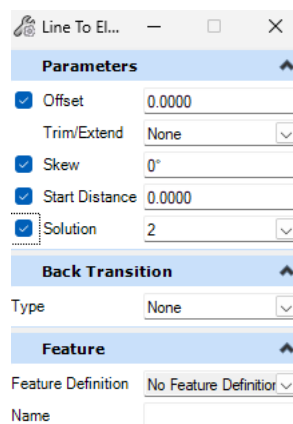 Line To El...
Parameters
Offset 0.0000
Trim/Extend None
Skew 0°
Start Distance 0.0000
Solution 2
Back Transition
Type None
Feature
Feature Definition No Feature Definition
Name